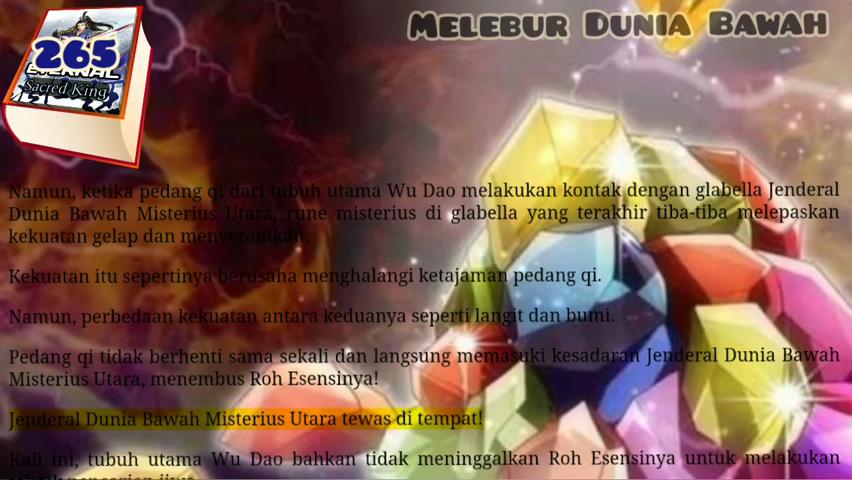 Melebur Dunia Bawah
265
ETERNAL
Sacred King
Namun, ketika pedang qi dari tubuh utama Wu Dao melakukan kontak dengan glabella Jenderal
Dunia Bawah Misterius Utara, rune misterius di glabella yang terakhir tiba-tiba melepaskan
kekuatan gelap dan menyeramkan.
Kekuatan itu sepertinya berusaha menghalangi ketajaman pedang qi.
Namun, perbedaan kekuatan antara keduanya seperti langit dan bumi.
Pedang qi tidak berhenti sama sekali dan langsung memasuki kesadaran Jenderal Dunia Bawah
Misterius Utara, menembus Roh Esensinya!
Jenderal Dunia Bawah Misterius Utara tewas di tempat!
Kali ini, tubuh utama Wu Dao bahkan tidak meninggalkan Roh Esensinya untuk melakukan